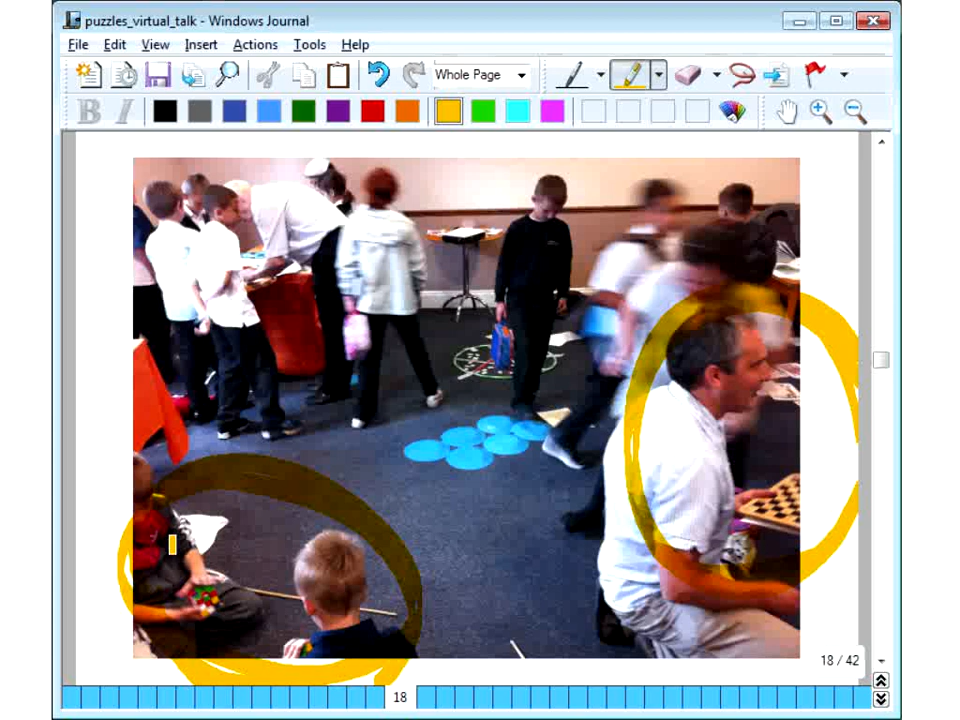 puzzles_virtual_talk - Windows Journal
File Edit View Insert Actions Tools Help
Whole Page
B I
18 / 42
18